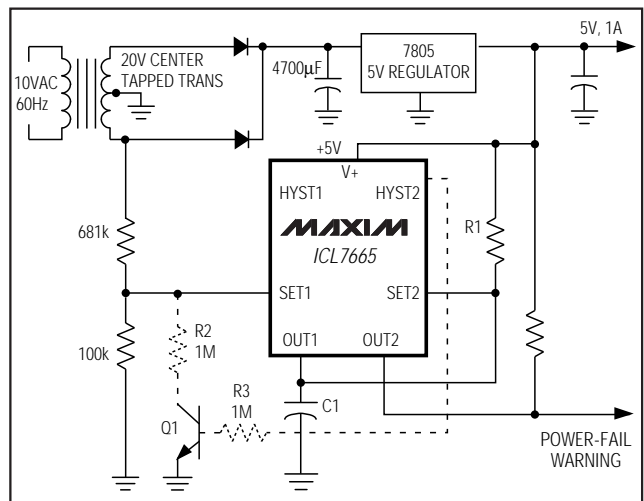 5V, 1A
20V CENTER
TAPPED TRANS
10VAC
60Hz
4700µF
7805
5V REGULATOR
+5V
V+
HYST1
HYST2
MAXIM
ICL7665
R1
681k
SET1
SET2
R2
1M
OUT1
OUT2
100k
R3
1M
C1
Q1
POWER-FAIL
WARNING